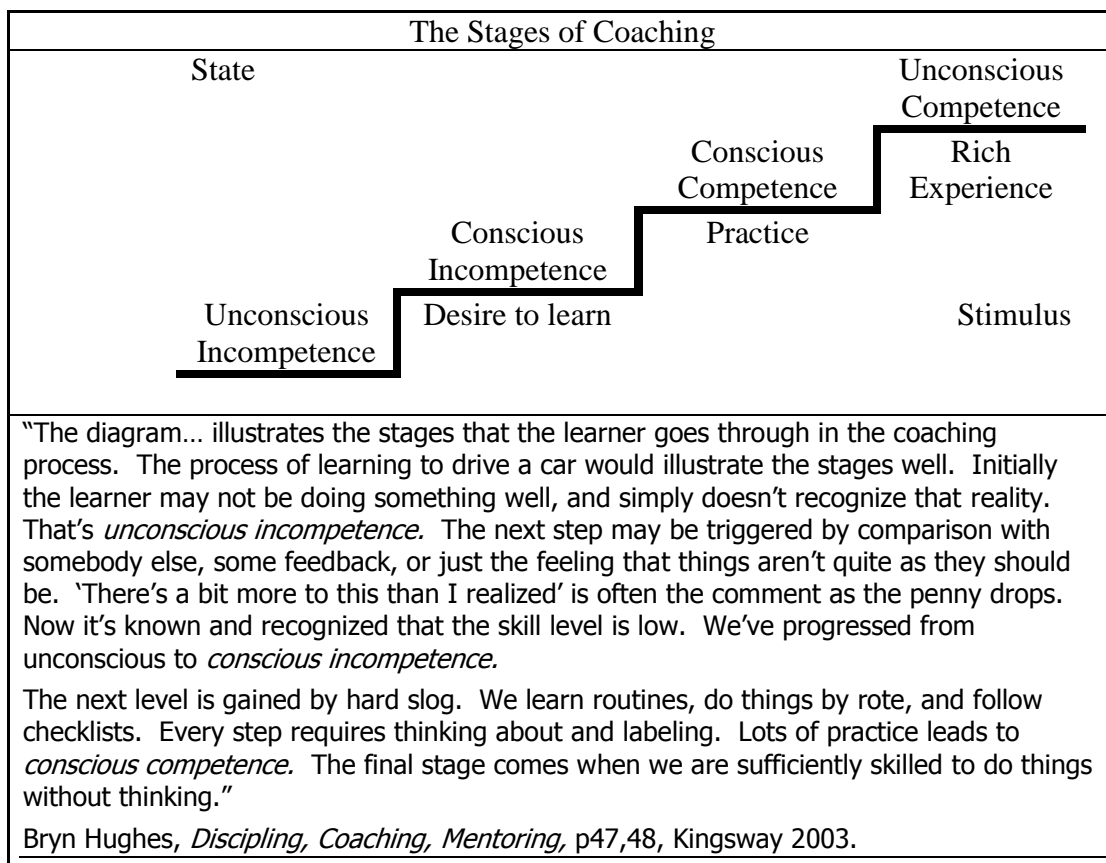 The Stages of Coaching
State
Unconscious
Competence
Conscious
Competence
Rich
Experience
Conscious
Incompetence
Practice
Unconscious
Incompetence
Desire to learn
Stimulus
“The diagram… illustrates the stages that the learner goes through in the coaching
process.  The process of learning to drive a car would illustrate the stages well.  Initially
the learner may not be doing something well, and simply doesn’t recognize that reality.
That’s unconscious incompetence.  The next step may be triggered by comparison with
somebody else, some feedback, or just the feeling that things aren’t quite as they should
be.  ‘There’s a bit more to this than I realized’ is often the comment as the penny drops.
Now it’s known and recognized that the skill level is low.  We’ve progressed from
unconscious to conscious incompetence.
The next level is gained by hard slog.  We learn routines, do things by rote, and follow
checklists.  Every step requires thinking about and labeling.  Lots of practice leads to
conscious competence.  The final stage comes when we are sufficiently skilled to do things
without thinking.”
Bryn Hughes, Discipling, Coaching, Mentoring, p47,48, Kingsway 2003.